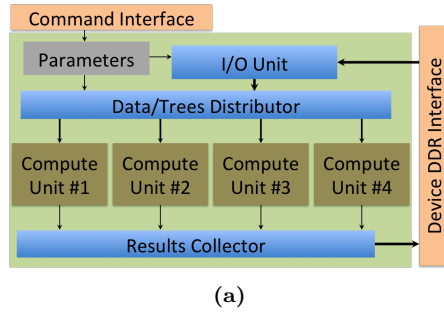 Command Interface
Parameters
I/O Unit
Data/Trees Distributor
Compute
Unit #1
Compute
Unit #2
Compute
Unit #3
Compute
Unit #4
Results Collector
Device DDR Interface
(a)